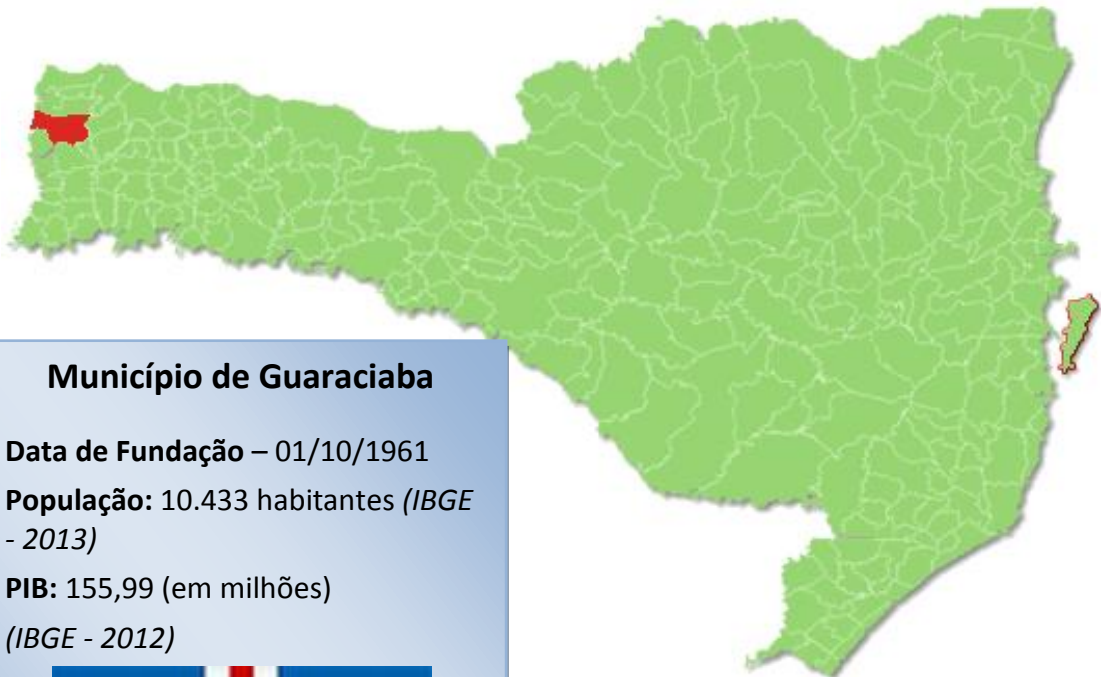 Município de Guaraciaba
Data de Fundação – 01/10/1961
População: 10.433 habitantes (IBGE
- 2013)
PIB: 155,99 (em milhões)
(IBGE - 2012)